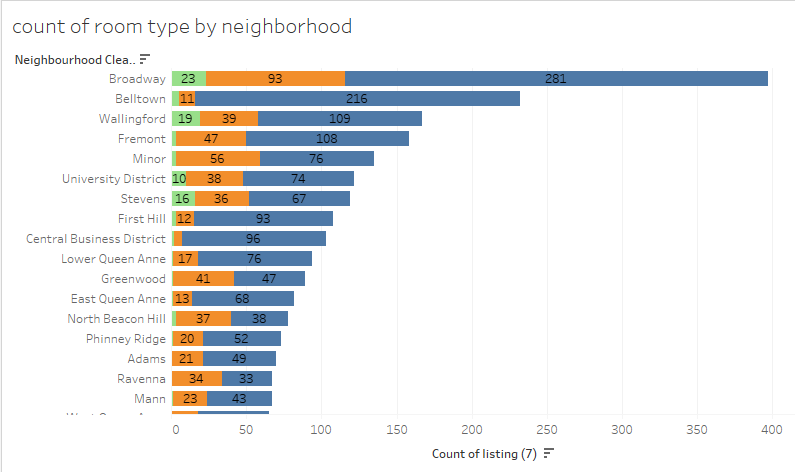 count of room type by neighborhood
Neighbourhood Clea..
Broadway 23 93 281
Belltown 11 216
Wallingford 19 39 109
Fremont 47 108
Minor 56 76
University District 10 38 74
Stevens 16 36 67
First Hill 12 93
Central Business District 96
Lower Queen Anne 17 76
Greenwood 41 47
East Queen Anne 13 68
North Beacon Hill 37 38
Phinney Ridge 20 52
Adams 21 49
Ravenna 34 33
Mann 23 43
0 50 100 150 200 250 300 350 400
Count of listing (7)